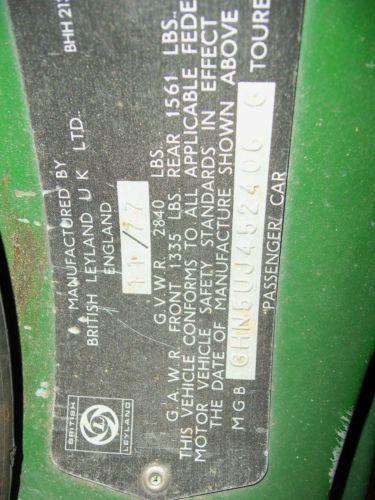 BHH 213
MANUFACTURED BY
BRITISH LEYLAND U K LTD.
ENGLAND
11/77
G.V.W.R. 2840 LBS.
G.A.W.R. FRONT 1335 LBS. REAR 1561 LBS.
THIS VEHICLE CONFORMS TO ALL APPLICABLE FEDE
MOTOR VEHICLE SAFETY STANDARDS IN EFFECT
THE DATE OF MANUFACTURE SHOWN ABOVE
M G B GHN5UJ452406 G TOURE
PASSENGER CAR
BRITISH
L
LEYLAND